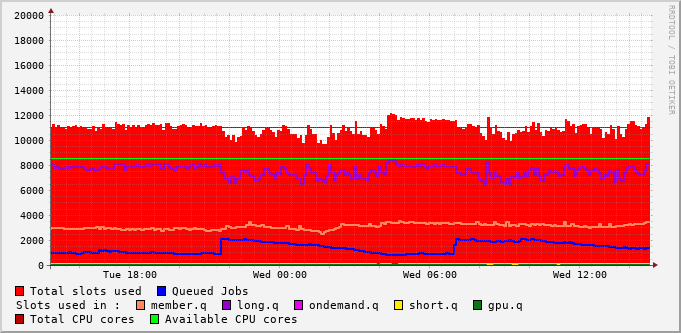 20000
18000
16000
14000
12000
10000
8000
6000
4000
2000
0
Tue 18:00 Wed 00:00 Wed 06:00 Wed 12:00
RRDTOOL / TOBI OETIKER
Total slots used Queued Jobs
Slots used in : member.q long.q ondemand.q short.q gpu.q
Total CPU cores Available CPU cores